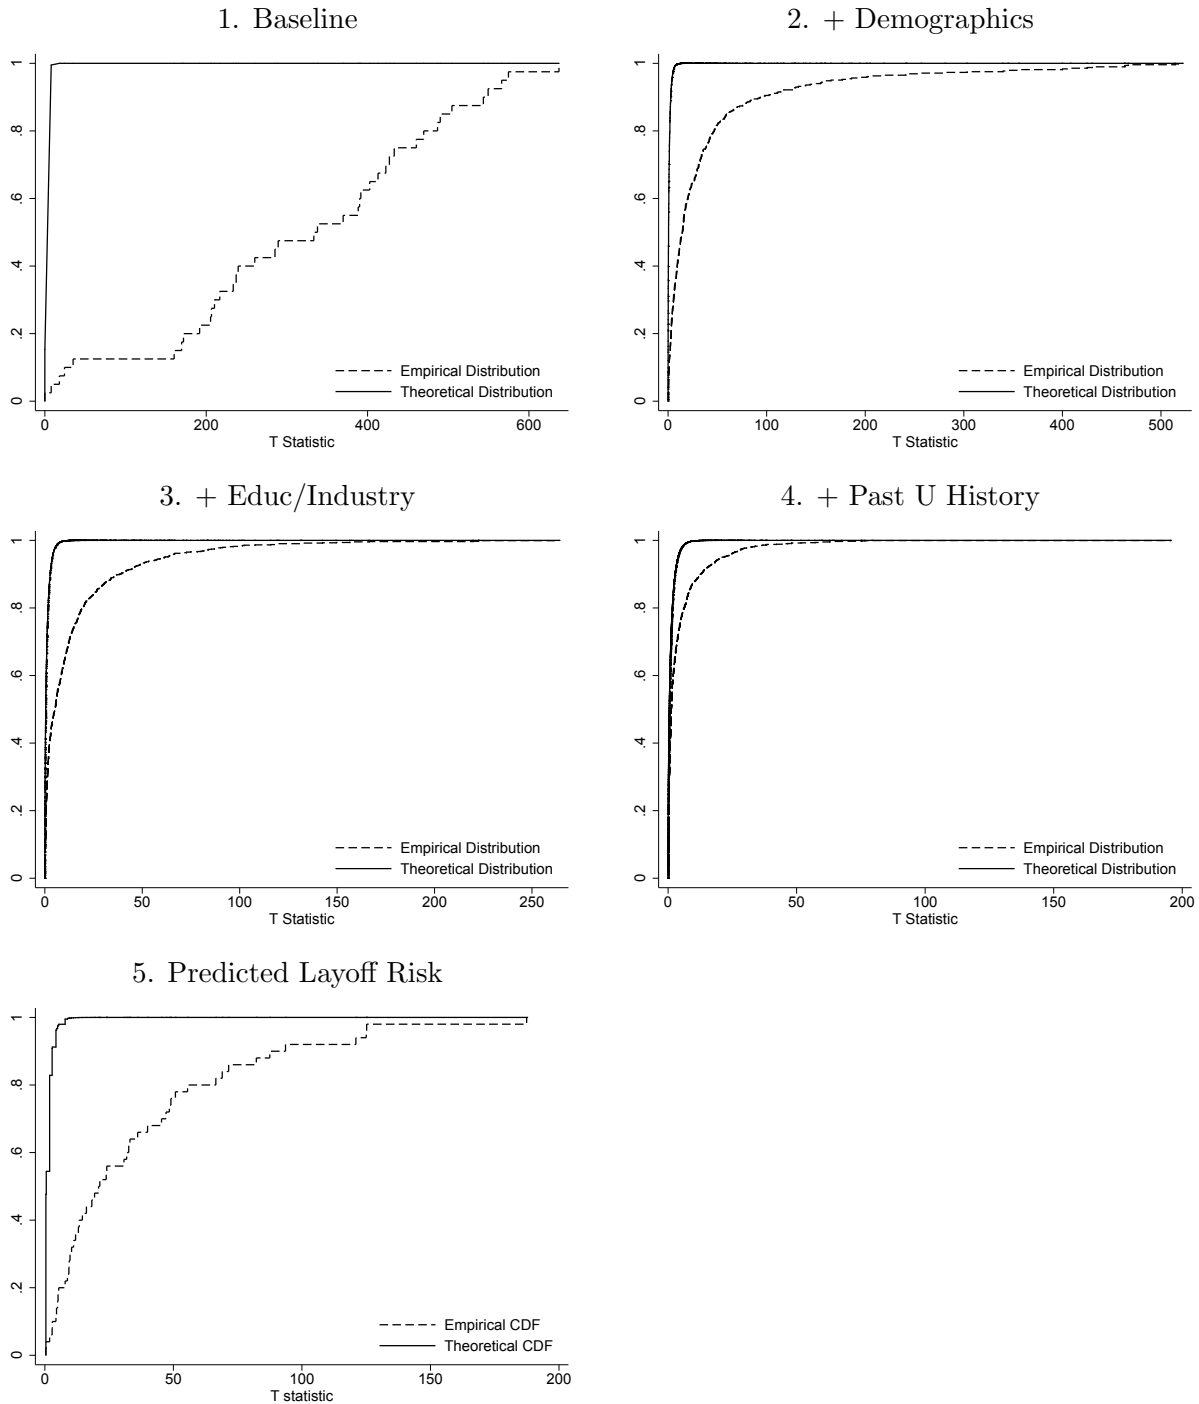 1. Baseline
1
.8
.6
.4
.2
0
Empirical Distribution
Theoretical Distribution
0 200 400 600
T Statistic
2. + Demographics
1
.8
.6
.4
.2
0
Empirical Distribution
Theoretical Distribution
0 100 200 300 400 500
T Statistic
3. + Educ/Industry
1
.8
.6
.4
.2
0
Empirical Distribution
Theoretical Distribution
0 50 100 150 200 250
T Statistic
4. + Past U History
1
.8
.6
.4
.2
0
Empirical Distribution
Theoretical Distribution
0 50 100 150 200
T Statistic
5. Predicted Layoff Risk
1
.8
.6
.4
.2
0
Empirical CDF
Theoretical CDF
0 50 100 150 200
T statistic